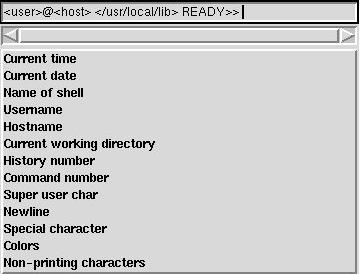 <user>@<host> </usr/local/lib> READY>>
Current time
Current date
Name of shell
Username
Hostname
Current working directory
History number
Command number
Super user char
Newline
Special character
Colors
Non-printing characters